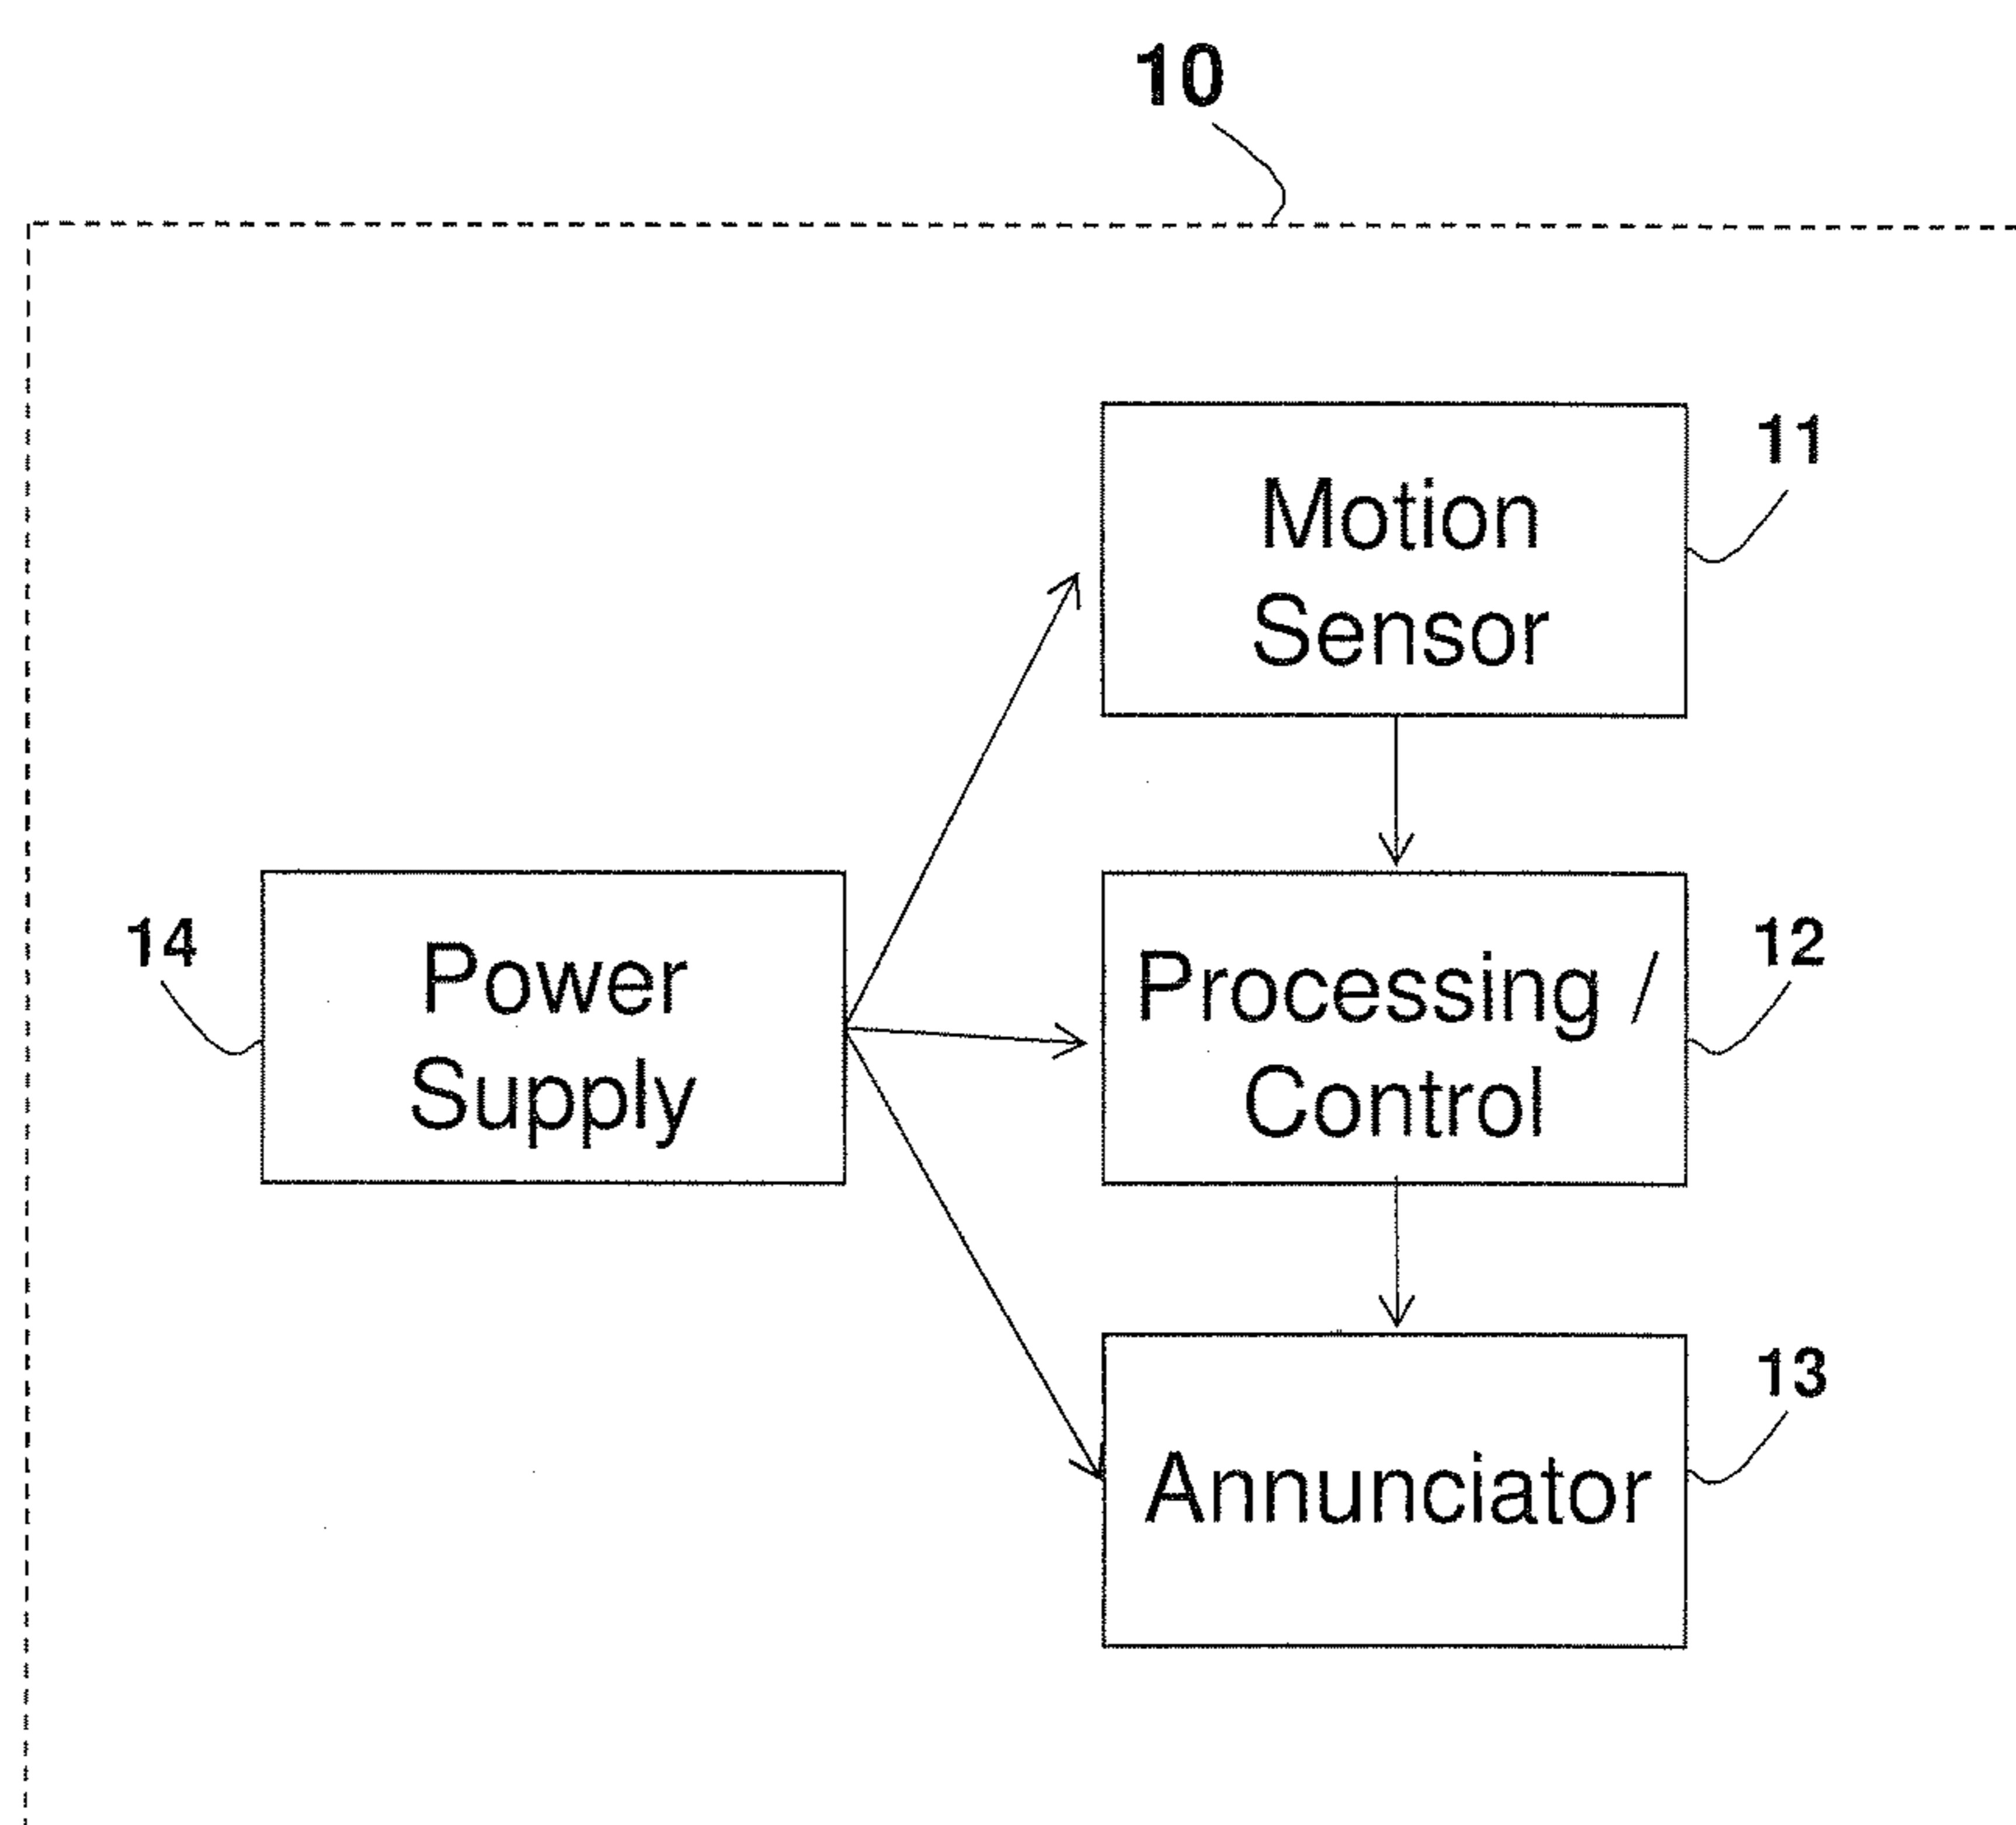 10
11
Motion
Sensor
14
Power
Supply
12
Processing /
Control
13
Annunciator